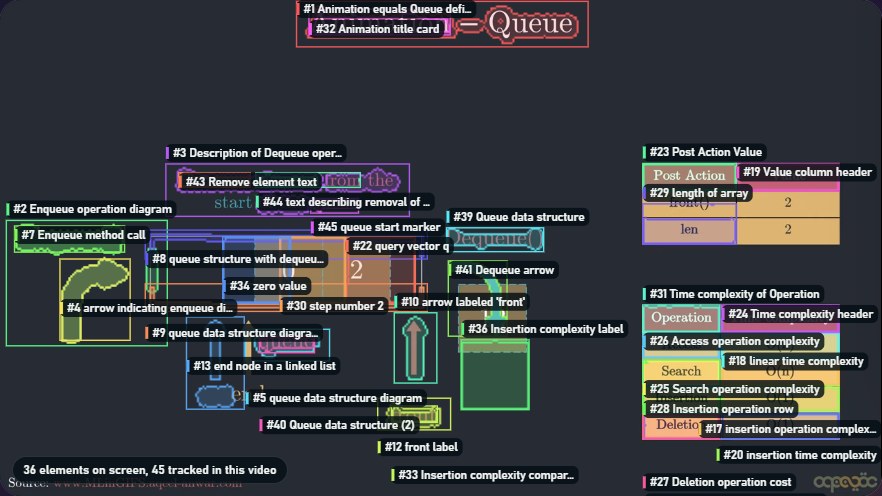 #1 Animation equals Queue defi...
#32 Animation title card
– Queue
#3 Description of Dequeue oper...
#43 Remove element text
from the
start
#44 text describing removal of ...
#23 Post Action Value
Post Action
#19 Value column header
#29 length of array
front()
2
len
2
#2 Enqueue operation diagram
#7 Enqueue method call
#45 queue start marker
#39 Queue data structure
Dequeue()
#22 query vector q
#8 queue structure with dequeu...
2
#41 Dequeue arrow
#34 zero value
#30 step number 2
#10 arrow labeled 'front'
#4 arrow indicating enqueue di...
#9 queue data structure diagra...
#36 Insertion complexity label
#13 end node in a linked list
#5 queue data structure diagram
#40 Queue data structure (2)
#12 front label
#33 Insertion complexity compar...
#31 Time complexity of Operation
Operation
#24 Time complexity header
#26 Access operation complexity
#18 linear time complexity
Search
O(n)
#25 Search operation complexity
#28 Insertion operation row
#17 insertion operation complex...
Deletion
#20 insertion time complexity
#27 Deletion operation cost
36 elements on screen, 45 tracked in this video
Source: